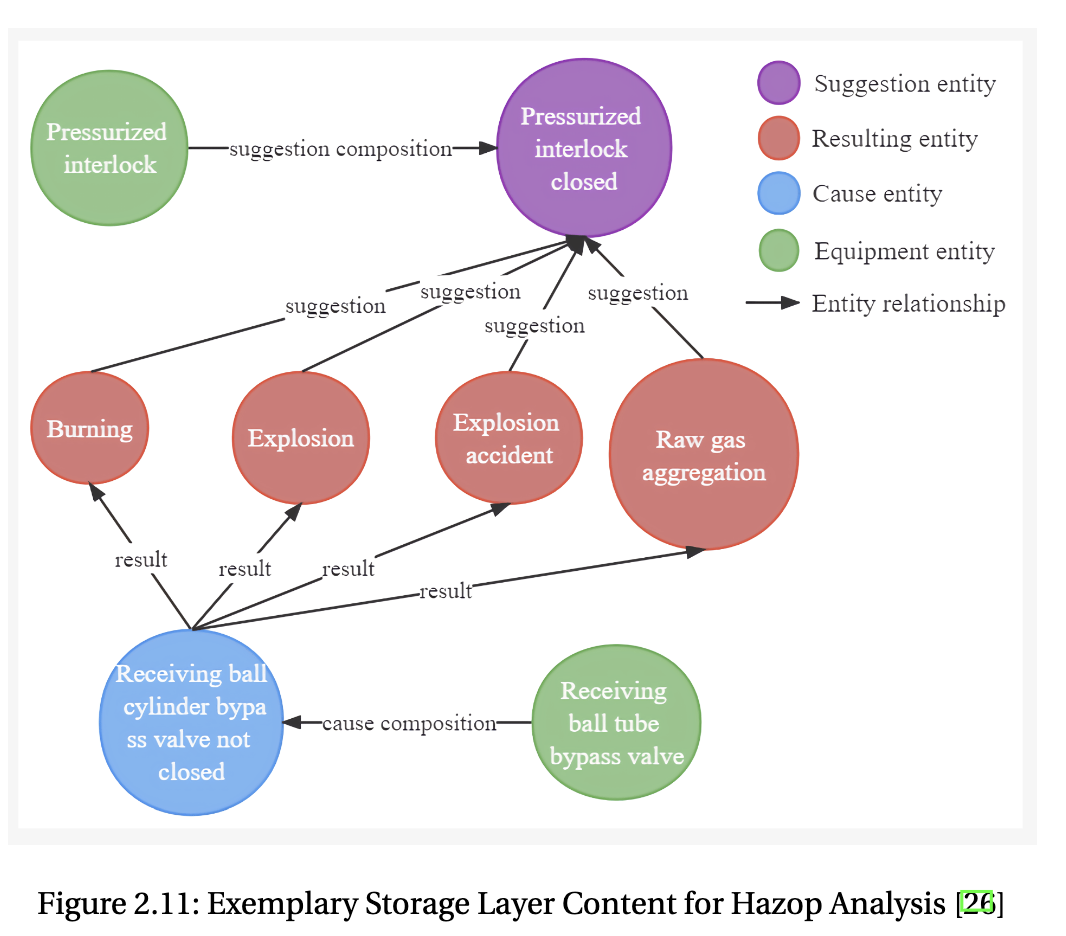 Pressurized
interlock
suggestion composition
Pressurized
interlock
closed
Suggestion entity
Resulting entity
Cause entity
Equipment entity
Entity relationship
suggestion
suggestion
suggestion
suggestion
Burning
Explosion
Explosion
accident
Raw gas
aggregation
result
result
result
result
Receiving ball
cylinder bypa
ss valve not
closed
cause composition
Receiving
ball tube
bypass valve
Figure 2.11: Exemplary Storage Layer Content for Hazop Analysis [26]